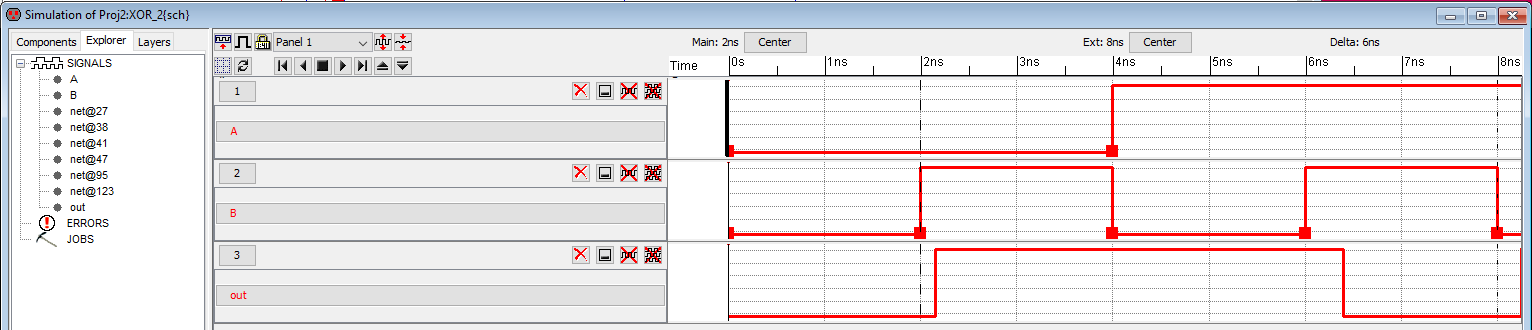 Simulation of Proj2:XOR_2{sch}
Components Explorer Layers
SIGNALS
A
B
net@27
net@38
net@41
net@47
net@95
net@123
out
ERRORS
JOBS
Panel 1
Main: 2ns Center Ext: 8ns Center Delta: 6ns
Time 0s 1ns 2ns 3ns 4ns 5ns 6ns 7ns 8ns
1
A
2
B
3
out